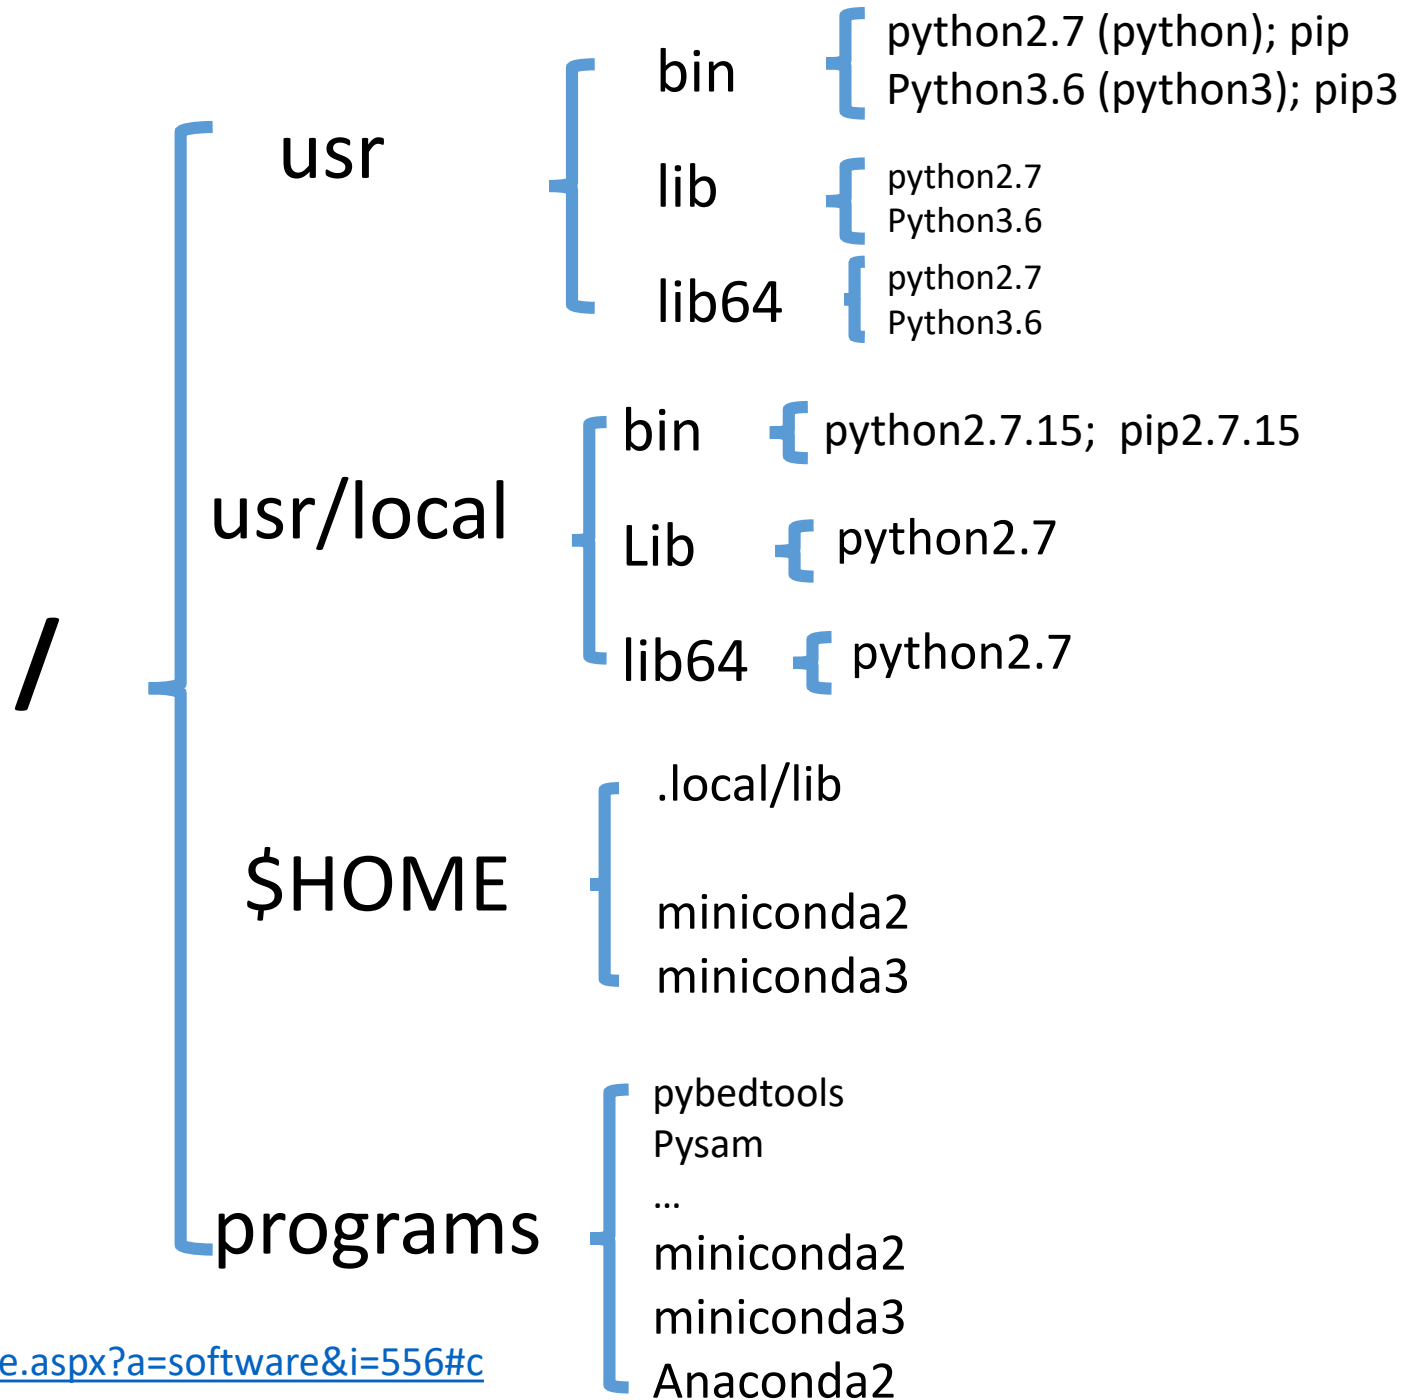 /
usr
bin
python2.7 (python); pip
Python3.6 (python3); pip3
lib
python2.7
Python3.6
lib64
python2.7
Python3.6
usr/local
bin
python2.7.15; pip2.7.15
Lib
python2.7
lib64
python2.7
$HOME
.local/lib
miniconda2
miniconda3
programs
pybedtools
Pysam
…
miniconda2
miniconda3
Anaconda2
e.aspx?a=software&i=556#c